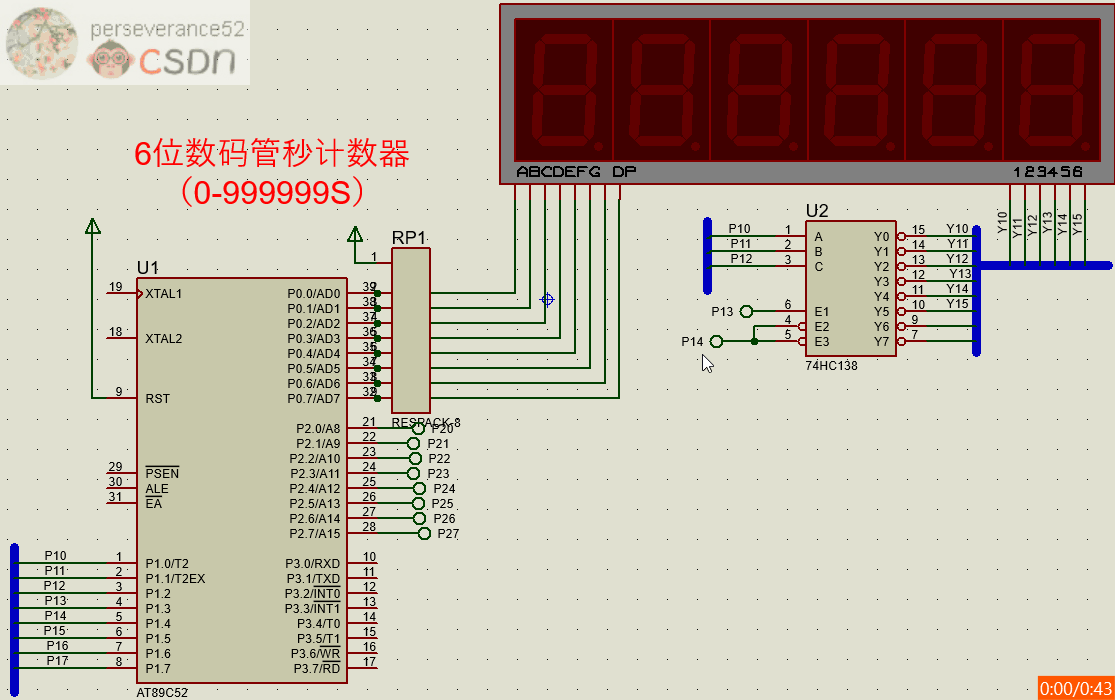 perseverance52
CSDN
6位数码管秒计数器
（0-999999S）
ABCDEFG DP
123456
U1
19 XTAL1
18 XTAL2
9 RST
29 PSEN
30 ALE
31 EA
P10 1 P1.0/T2
P11 2 P1.1/T2EX
P12 3 P1.2
P13 4 P1.3
P14 5 P1.4
P15 6 P1.5
P16 7 P1.6
P17 8 P1.7
P0.0/AD0 39
P0.1/AD1 38
P0.2/AD2 37
P0.3/AD3 36
P0.4/AD4 35
P0.5/AD5 34
P0.6/AD6 33
P0.7/AD7 32
P2.0/A8 21 P20
P2.1/A9 22 P21
P2.2/A10 23 P22
P2.3/A11 24 P23
P2.4/A12 25 P24
P2.5/A13 26 P25
P2.6/A14 27 P26
P2.7/A15 28 P27
P3.0/RXD 10
P3.1/TXD 11
P3.2/INT0 12
P3.3/INT1 13
P3.4/T0 14
P3.5/T1 15
P3.6/WR 16
P3.7/RD 17
AT89C52
RP1
1
RESPACK-8
U2
P10 1 A
P11 2 B
P12 3 C
P13 6 E1
4 E2
P14 5 E3
Y0 15 Y10
Y1 14 Y11
Y2 13 Y12
Y3 12 Y13
Y4 11 Y14
Y5 10 Y15
Y6 9
Y7 7
74HC138
Y10
Y11
Y12
Y13
Y14
Y15
0:00/0:43